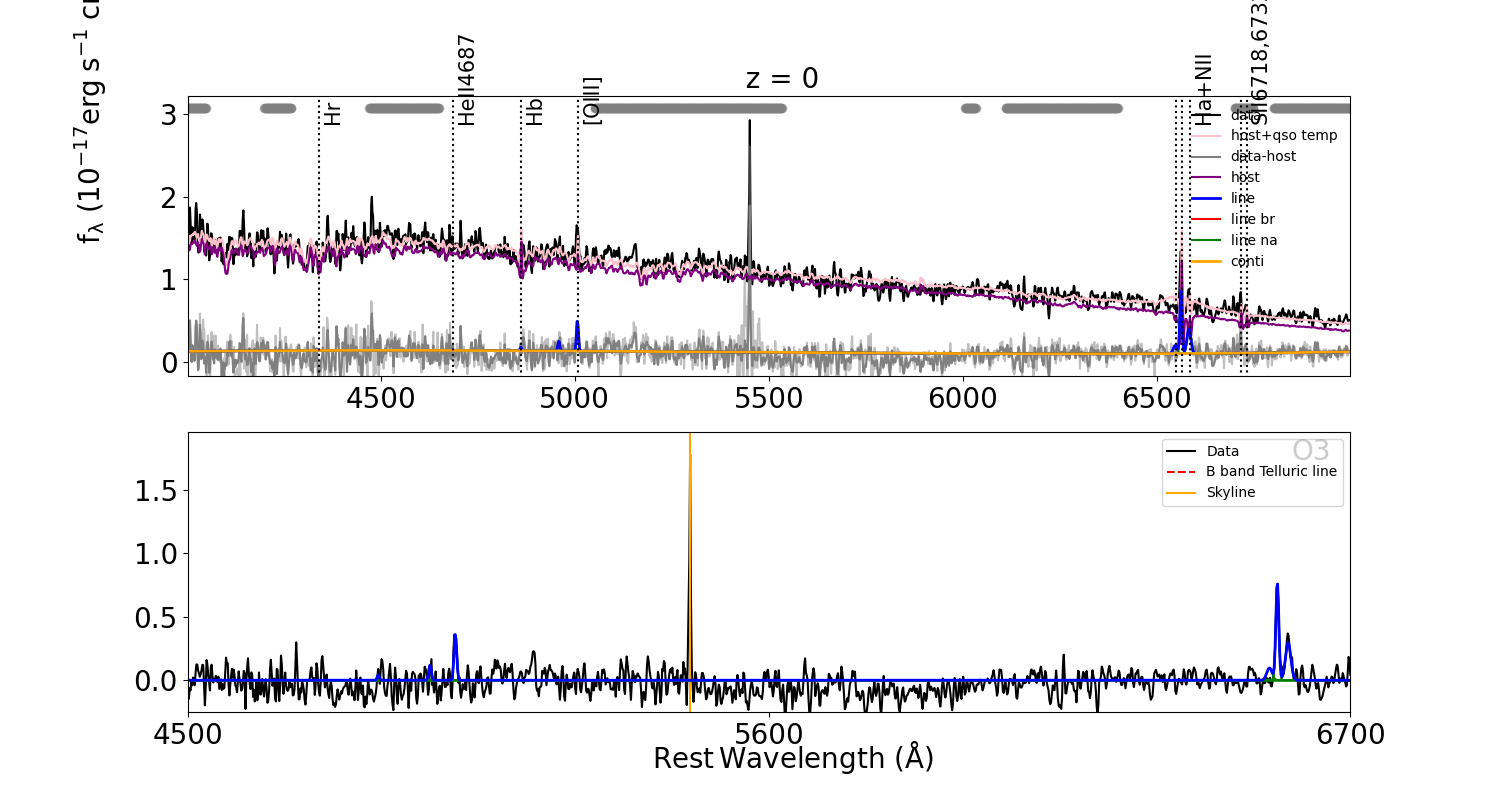 z = 0
f_λ (10^−17 erg s^−1
Hr
HeII4687
Hb
[OIII]
Ha+NII
SII6718,673
data
host+qso temp
data-host
host
line
line br
line na
conti
3
2
1
0
4500 5000 5500 6000 6500
O3
Data
B band Telluric line
Skyline
1.5
1.0
0.5
0.0
4500 5600 6700
Rest Wavelength (Å)